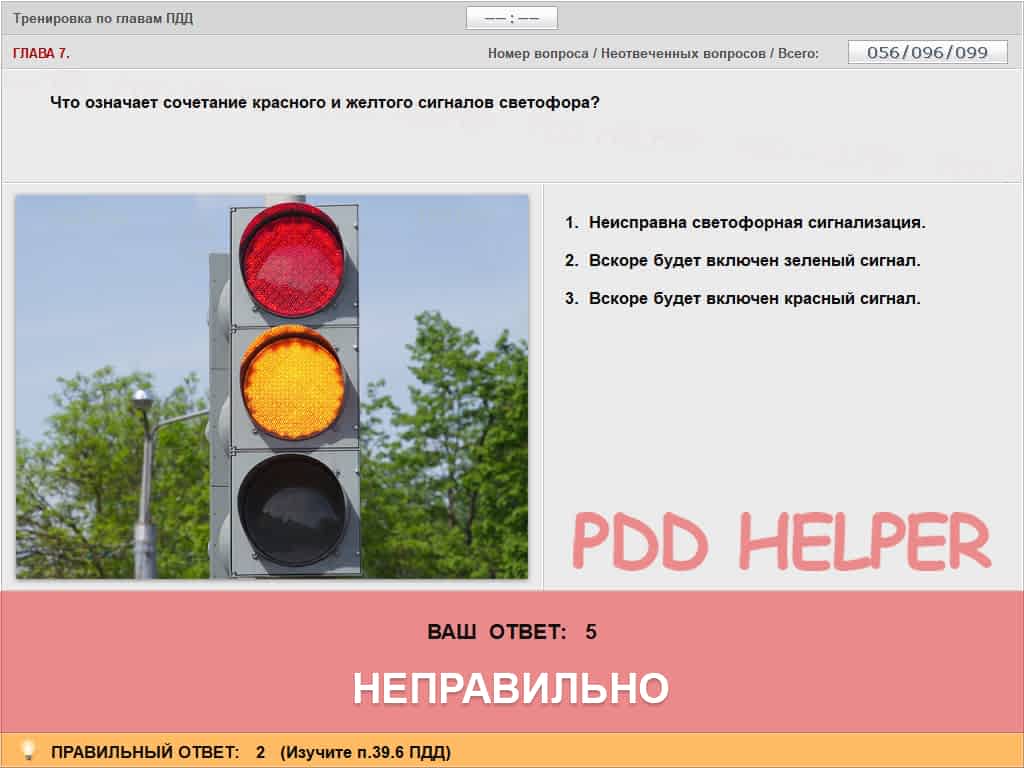 Тренировка по главам ПДД
—— : ——
ГЛАВА 7.
Номер вопроса / Неотвеченных вопросов / Всего:
056/096/099
Что означает сочетание красного и желтого сигналов светофора?
1. Неисправна светофорная сигнализация.
2. Вскоре будет включен зеленый сигнал.
3. Вскоре будет включен красный сигнал.
PDD HELPER
ВАШ ОТВЕТ: 5
НЕПРАВИЛЬНО
ПРАВИЛЬНЫЙ ОТВЕТ: 2 (Изучите п.39.6 ПДД)